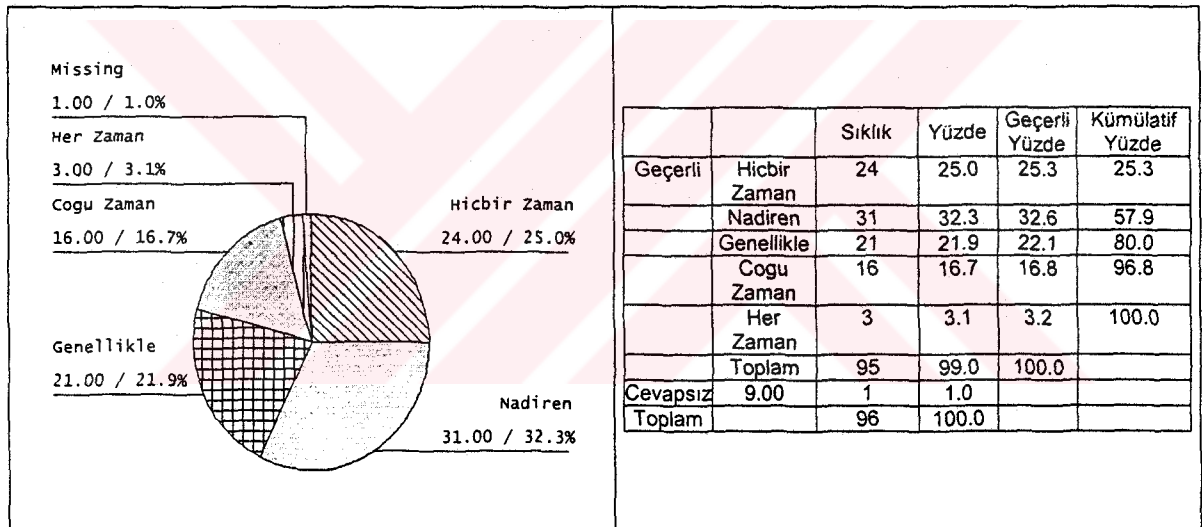 Missing
1.00 / 1.0%
Her Zaman
3.00 / 3.1%
Cogu Zaman
16.00 / 16.7%
Genellikle
21.00 / 21.9%
Hicbir Zaman
24.00 / 25.0%
Nadiren
31.00 / 32.3%
Sıklık Yüzde Geçerli Yüzde Kümülatif Yüzde
Geçerli Hicbir Zaman 24 25.0 25.3 25.3
Nadiren 31 32.3 32.6 57.9
Genellikle 21 21.9 22.1 80.0
Cogu Zaman 16 16.7 16.8 96.8
Her Zaman 3 3.1 3.2 100.0
Toplam 95 99.0 100.0
Cevapsız 9.00 1 1.0
Toplam 96 100.0